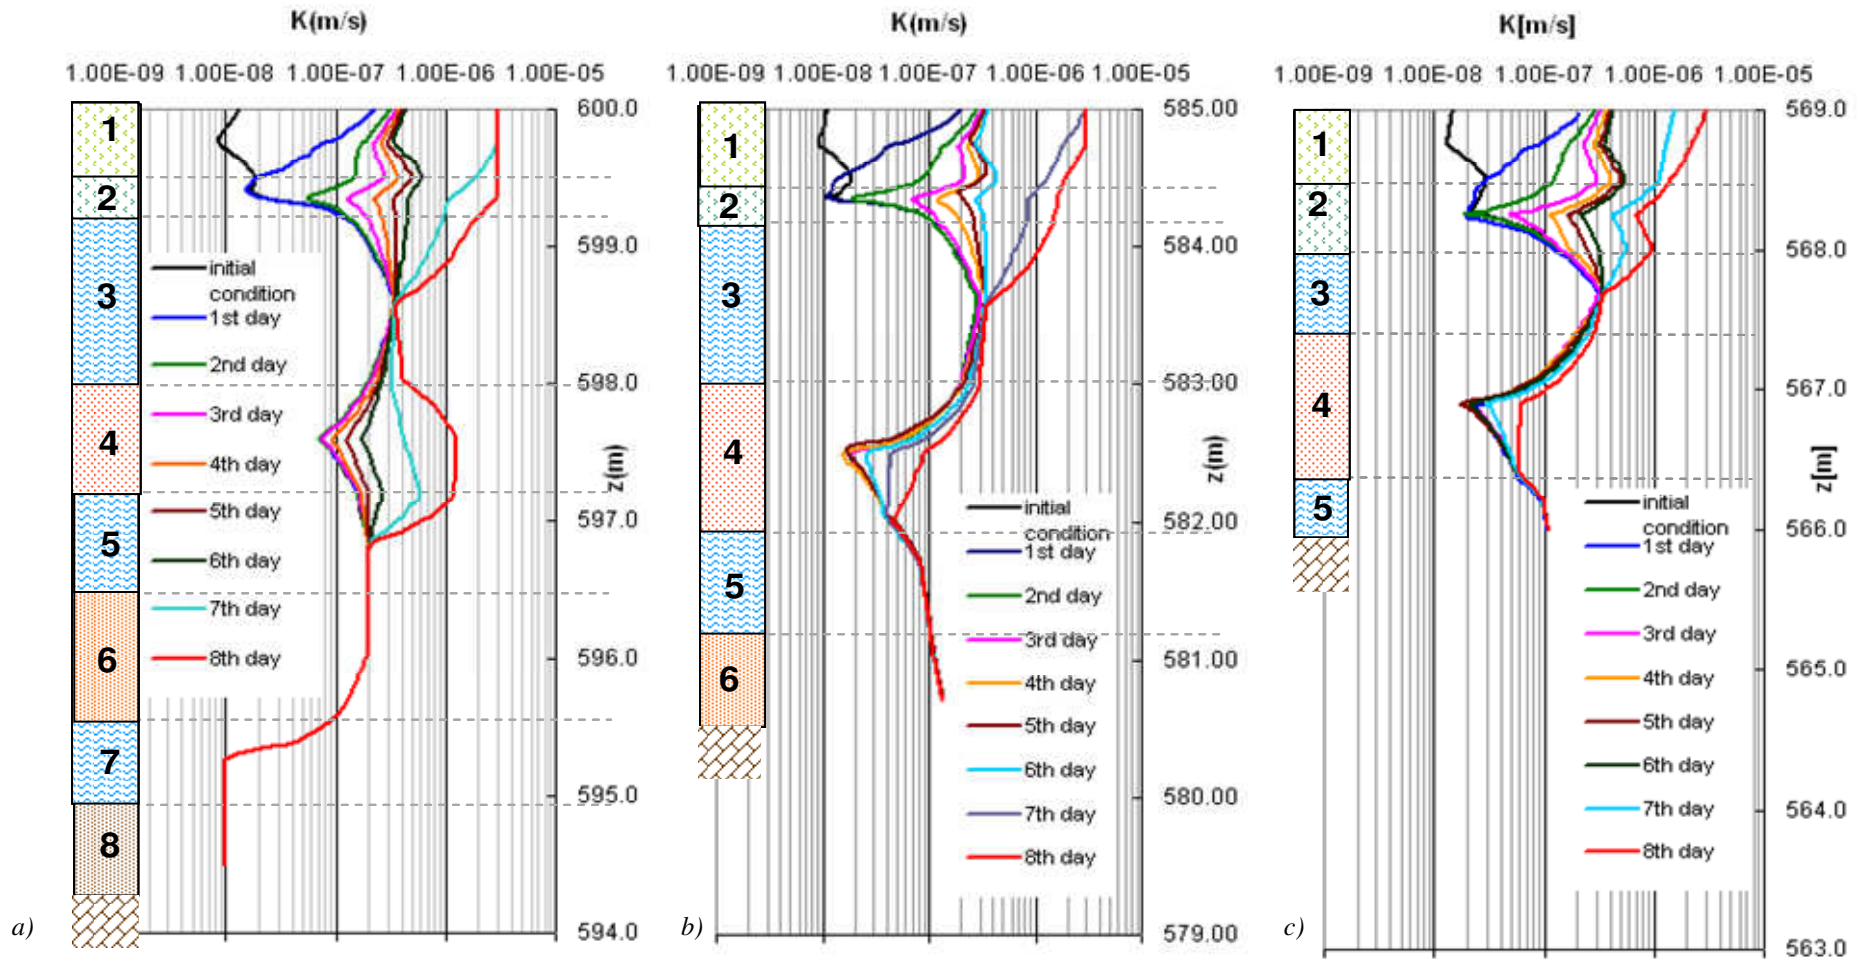 K(m/s)
1.00E-09 1.00E-08 1.00E-07 1.00E-06 1.00E-05
600.0
599.0
598.0
597.0
596.0
595.0
594.0
z(m)
1
2
3
4
5
6
7
8
initial
condition
1st day
2nd day
3rd day
4th day
5th day
6th day
7th day
8th day
a)
K(m/s)
1.00E-09 1.00E-08 1.00E-07 1.00E-06 1.00E-05
585.00
584.00
583.00
582.00
581.00
580.00
579.00
z(m)
1
2
3
4
5
6
initial
condition
1st day
2nd day
3rd day
4th day
5th day
6th day
7th day
8th day
b)
K[m/s]
1.00E-09 1.00E-08 1.00E-07 1.00E-06 1.00E-05
569.0
568.0
567.0
566.0
565.0
564.0
563.0
z[m]
1
2
3
4
5
initial
condition
1st day
2nd day
3rd day
4th day
5th day
6th day
7th day
8th day
c)